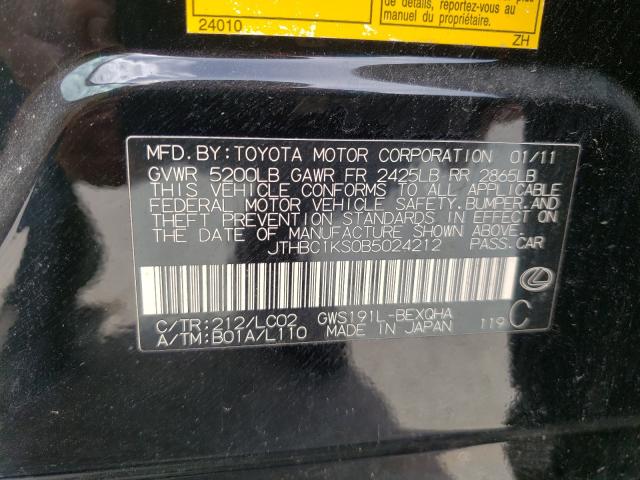 de détails, reportez-vous au
manuel du propriétaire.
24010
ZH
MFD. BY: TOYOTA MOTOR CORPORATION 01/11
GVWR 5200LB GAWR FR 2425LB RR 2865LB
THIS VEHICLE CONFORMS TO ALL APPLICABLE
FEDERAL MOTOR VEHICLE SAFETY, BUMPER, AND
THEFT PREVENTION STANDARDS IN EFFECT ON
THE DATE OF MANUFACTURE SHOWN ABOVE.
JTHBC1KS0B5024212 PASS.CAR
C/TR:212/LC02 GWS191L-BEXQHA
A/TM:B01A/L110 MADE IN JAPAN 119 C